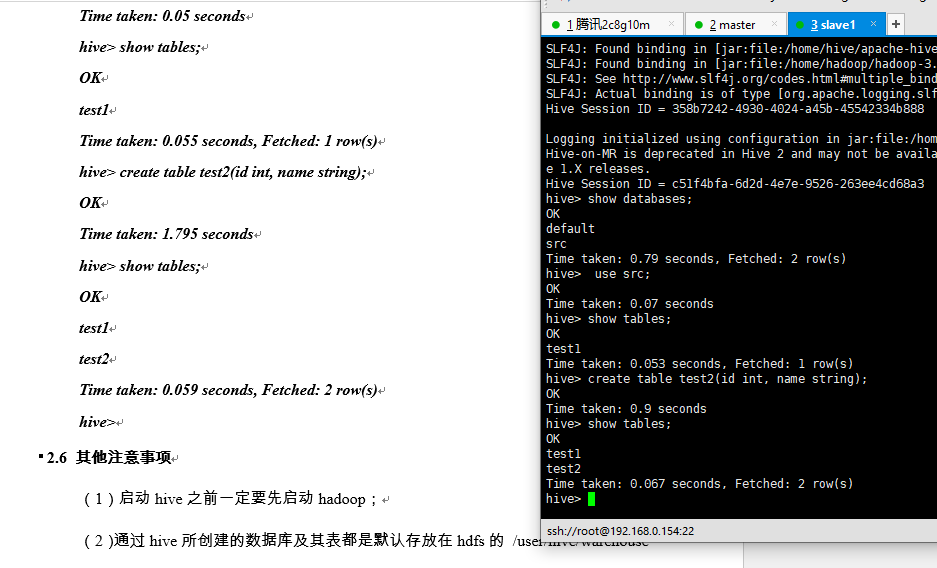 Time taken: 0.05 seconds
hive> show tables;
OK
test1
Time taken: 0.055 seconds, Fetched: 1 row(s)
hive> create table test2(id int, name string);
OK
Time taken: 1.795 seconds
hive> show tables;
OK
test1
test2
Time taken: 0.059 seconds, Fetched: 2 row(s)
hive>
2.6 其他注意事项
（1）启动 hive 之前一定要先启动 hadoop；
（2）通过 hive 所创建的数据库及其表都是默认存放在 hdfs 的 /user/hive/warehouse
1 腾讯2c8g10m × 2 master × 3 slave1 × +
SLF4J: Found binding in [jar:file:/home/hive/apache-hive
SLF4J: Found binding in [jar:file:/home/hadoop/hadoop-3.
SLF4J: See http://www.slf4j.org/codes.html#multiple_bind
SLF4J: Actual binding is of type [org.apache.logging.slf
Hive Session ID = 358b7242-4930-4024-a45b-45542334b888
Logging initialized using configuration in jar:file:/hom
Hive-on-MR is deprecated in Hive 2 and may not be availa
e 1.X releases.
Hive Session ID = c51f4bfa-6d2d-4e7e-9526-263ee4cd68a3
hive> show databases;
OK
default
src
Time taken: 0.79 seconds, Fetched: 2 row(s)
hive>  use src;
OK
Time taken: 0.07 seconds
hive> show tables;
OK
test1
Time taken: 0.053 seconds, Fetched: 1 row(s)
hive> create table test2(id int, name string);
OK
Time taken: 0.9 seconds
hive> show tables;
OK
test1
test2
Time taken: 0.067 seconds, Fetched: 2 row(s)
hive>
ssh://root@192.168.0.154:22